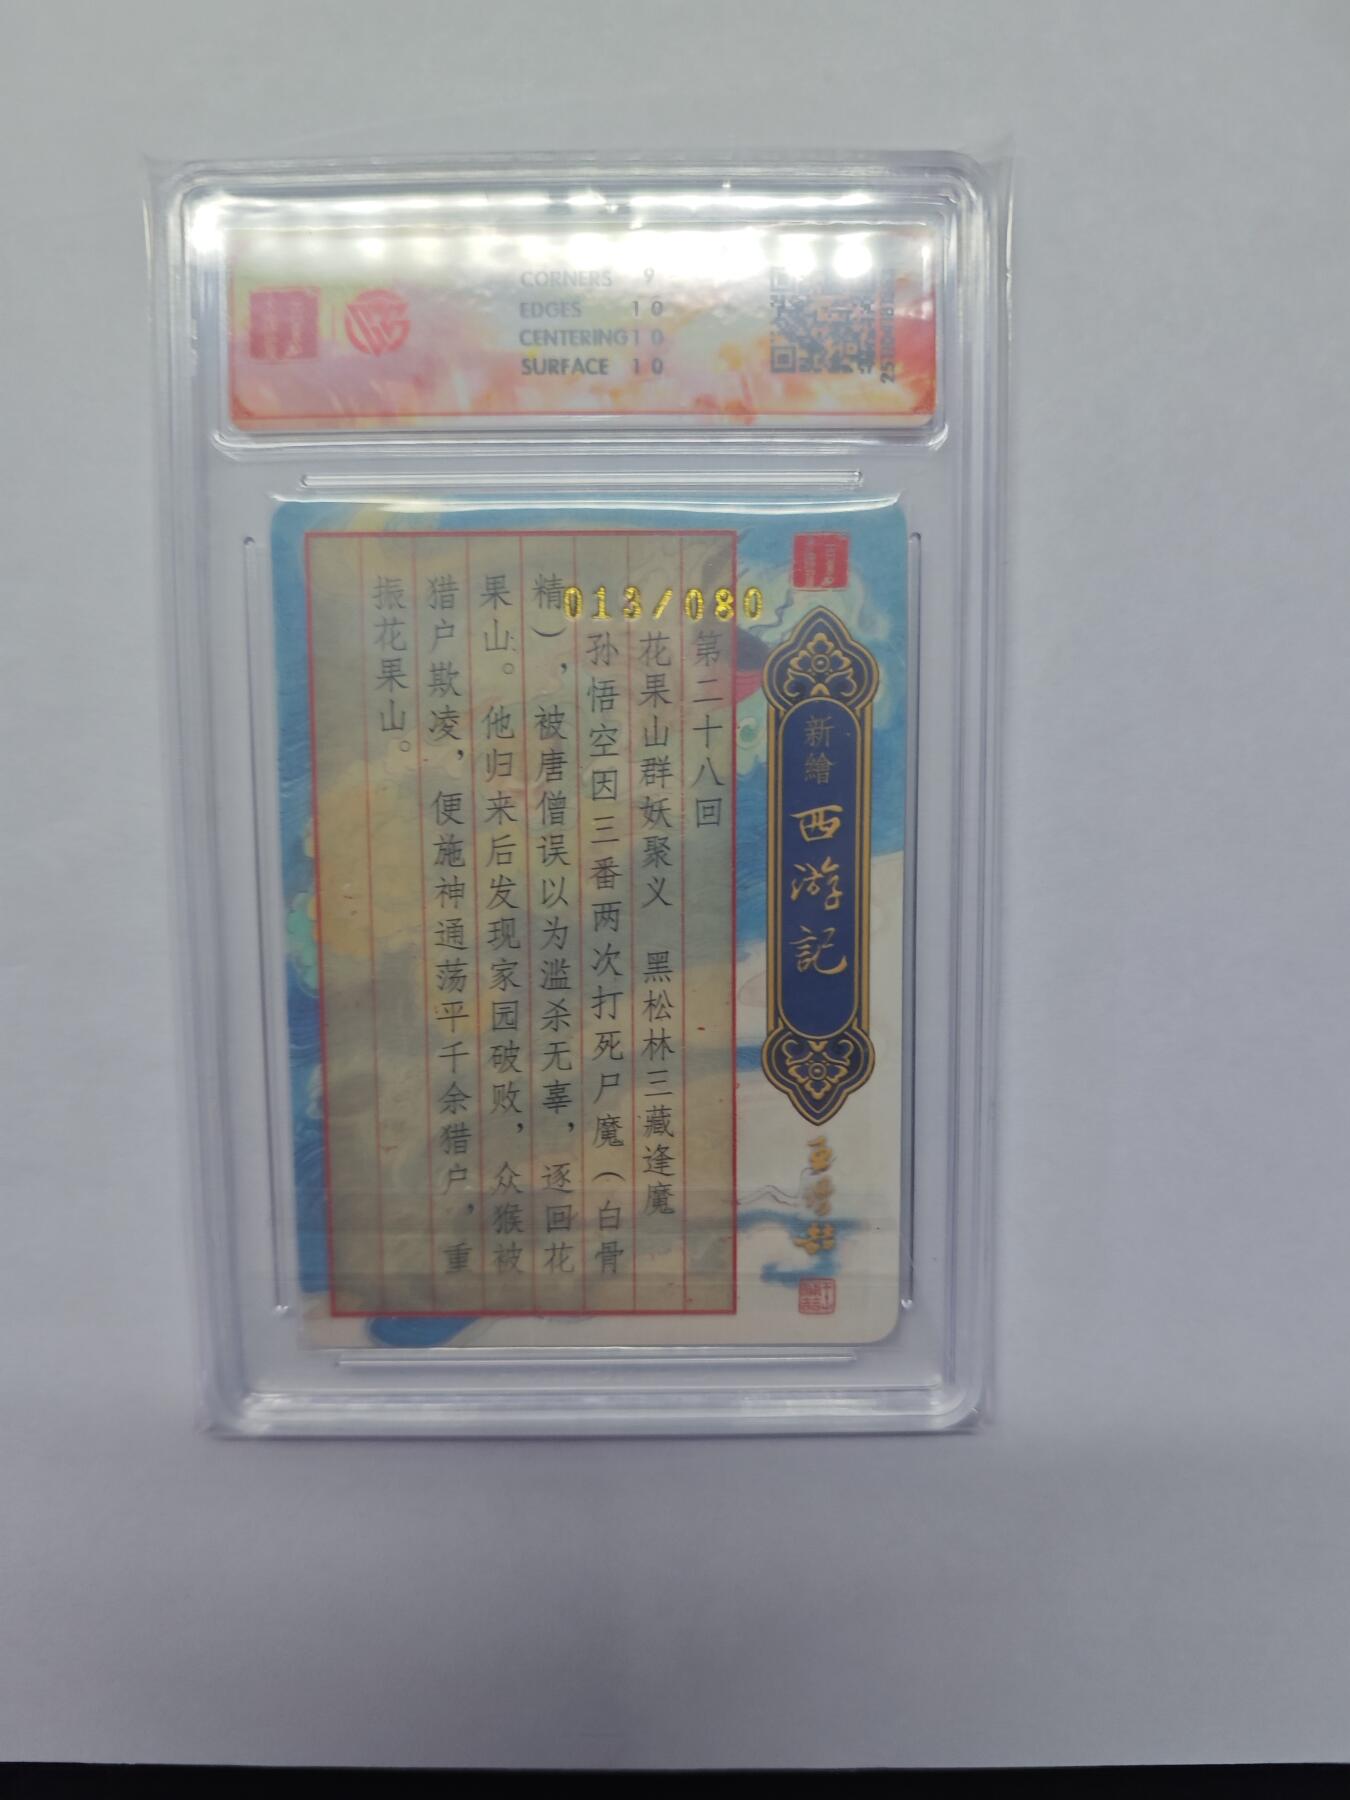 CORNERS 9
EDGES 10
CENTERING 10
SURFACE 10
013/080
新繪
西游記
第二十八回
花果山群妖聚义 黑松林三藏逢魔
孙悟空因三番两次打死尸魔（白骨
精），被唐僧误以为滥杀无辜，逐回花
果山。他归来后发现家园破败，众猴被
猎户欺凌，便施神通荡平千余猎户，重
振花果山。